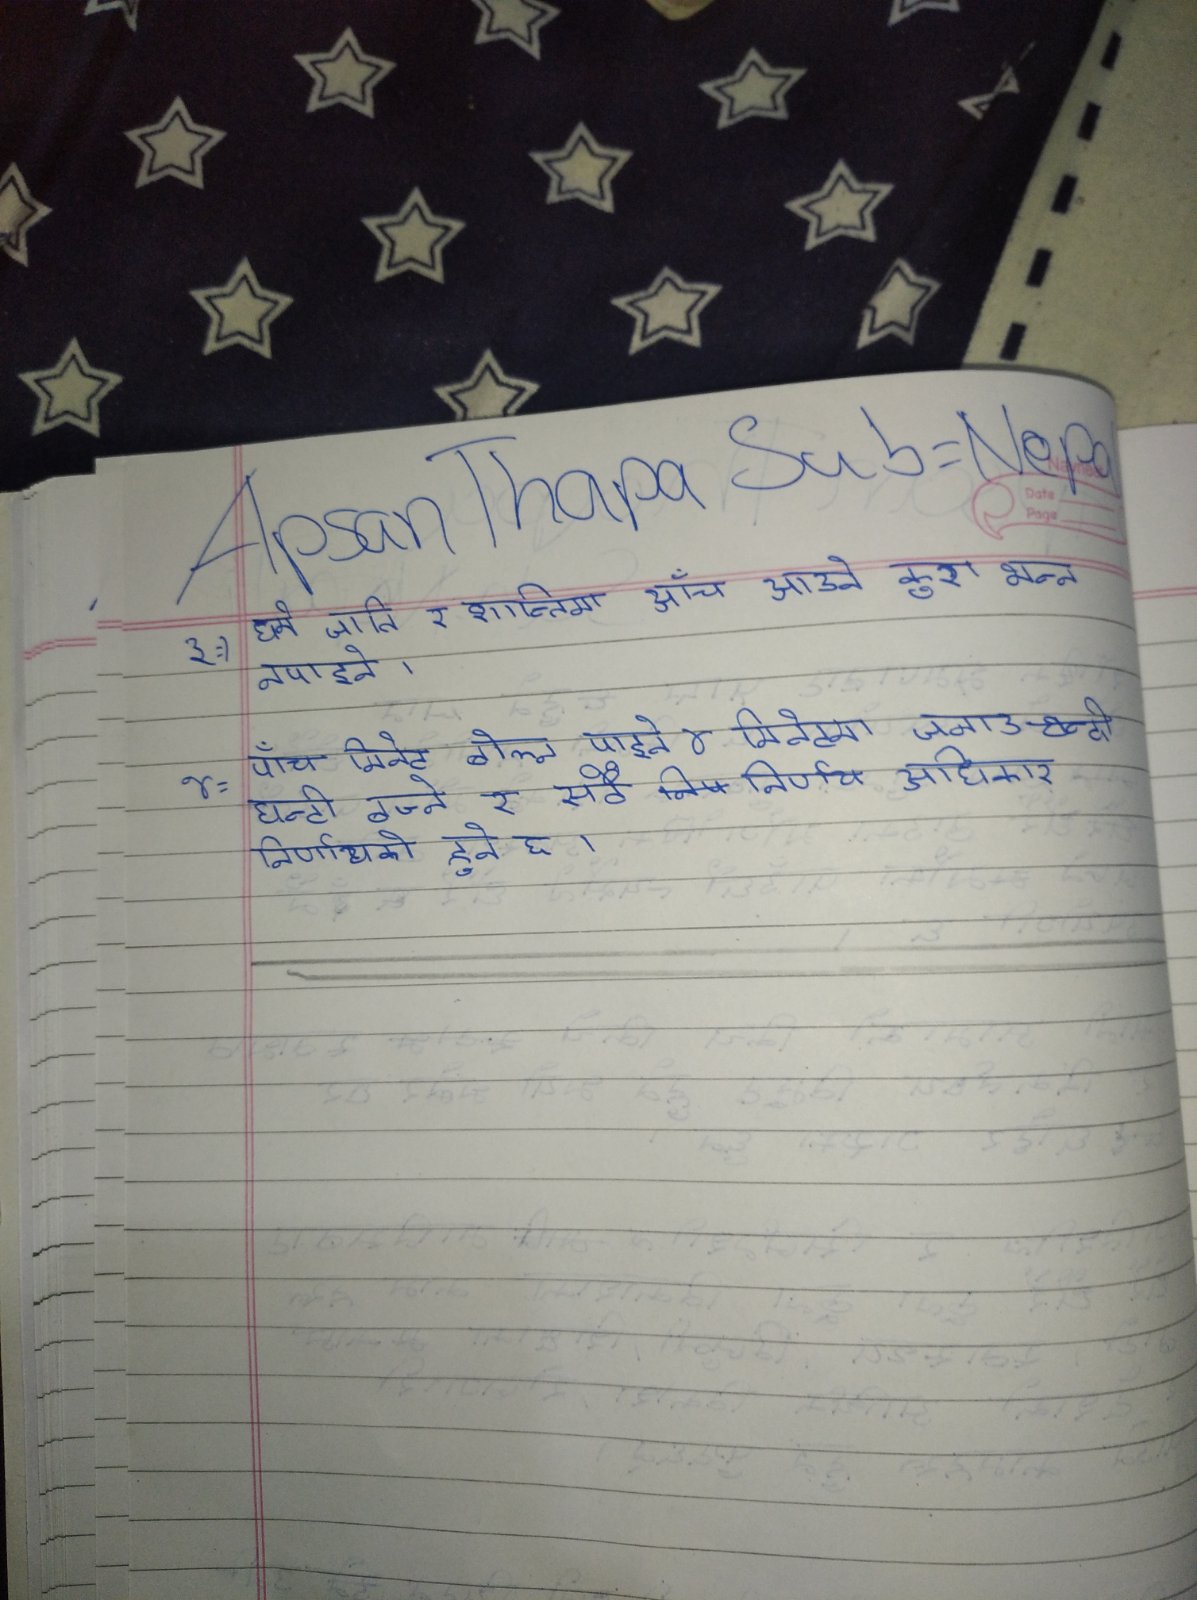 Apsan Thapa Sub=Nepa
Date
Page
३=) धर्म जाति र शान्तिमा आँच आउने कुरा भन्न
नपाइने ।
४= पाँच मिनेट बोल्न पाइने ४ मिनेटमा जनाउ
घन्टी बज्ने र सबै निर्णय अधिकार
निर्णायको हुने छ ।